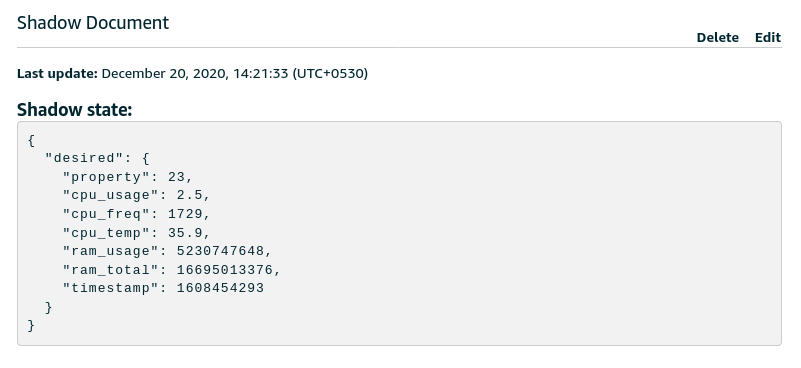 Shadow Document
Delete Edit
Last update: December 20, 2020, 14:21:33 (UTC+0530)
Shadow state:
{
  "desired": {
    "property": 23,
    "cpu_usage": 2.5,
    "cpu_freq": 1729,
    "cpu_temp": 35.9,
    "ram_usage": 5230747648,
    "ram_total": 16695013376,
    "timestamp": 1608454293
  }
}